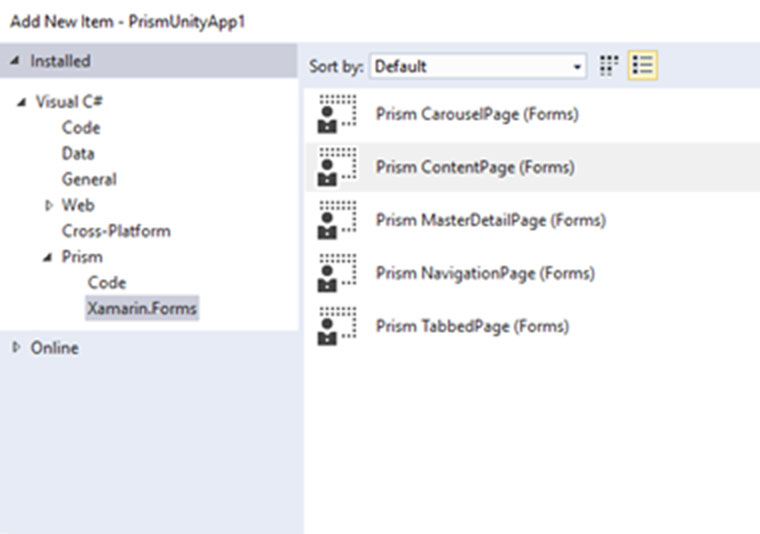 Add New Item - PrismUnityApp1
Installed
Visual C#
Code
Data
General
Web
Cross-Platform
Prism
Code
Xamarin.Forms
Online
Sort by: Default
Prism CarouselPage (Forms)
Prism ContentPage (Forms)
Prism MasterDetailPage (Forms)
Prism NavigationPage (Forms)
Prism TabbedPage (Forms)